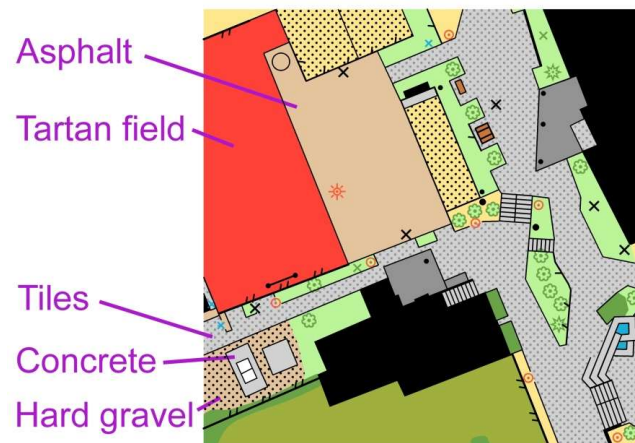 Asphalt
Tartan field
Tiles
Concrete
Hard gravel